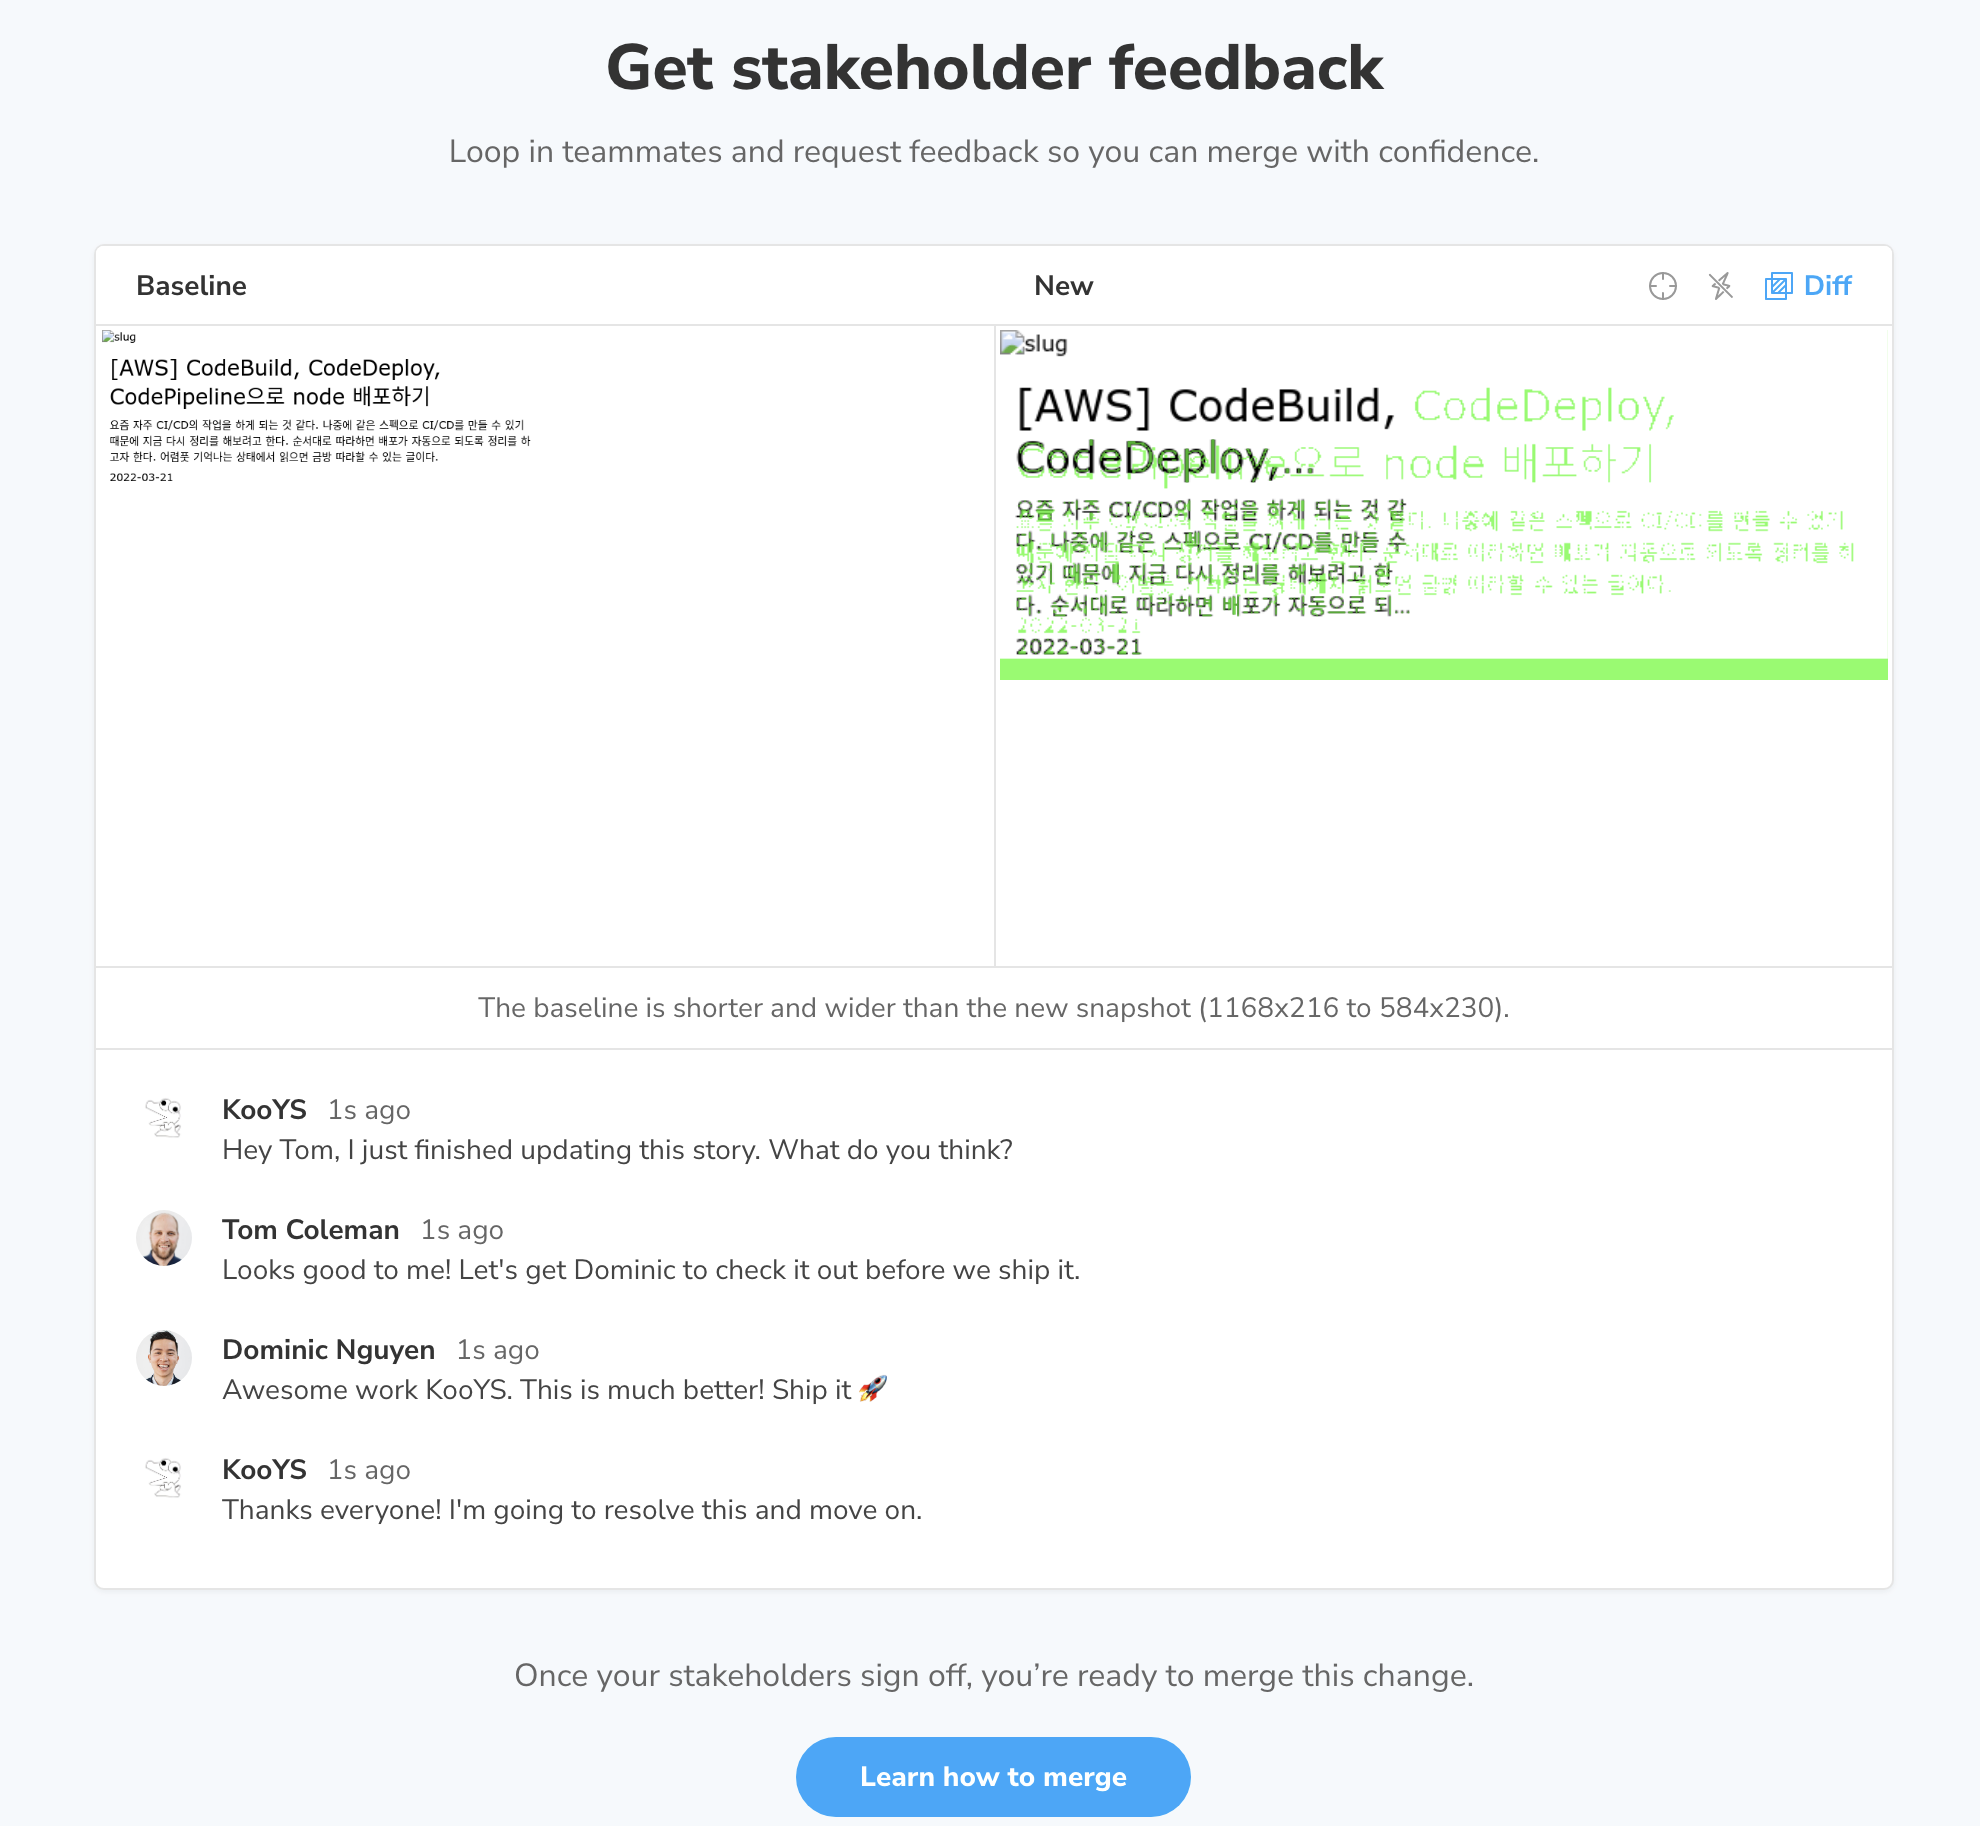 Get stakeholder feedback
Loop in teammates and request feedback so you can merge with confidence.
Baseline
New
Diff
slug
[AWS] CodeBuild, CodeDeploy,
CodePipeline으로 node 배포하기
요즘 자주 CI/CD의 작업을 하게 되는 것 같다. 나중에 같은 스펙으로 CI/CD를 만들 수 있기
때문에 지금 다시 정리를 해보려고 한다. 순서대로 따라하면 배포가 자동으로 되도록 정리를 하
고자 한다. 어렴풋 기억나는 상태에서 읽으면 금방 따라할 수 있는 글이다.
2022-03-21
slug
[AWS] CodeBuild, CodeDeploy,
CodeDeploy,...
으로 node 배포하기
요즘 자주 CI/CD의 작업을 하게 되는 것 같
다. 나중에 같은 스펙으로 CI/CD를 만들 수
있기 때문에 지금 다시 정리를 해보려고 한
다. 순서대로 따라하면 배포가 자동으로 되...
2022-03-21
2022-03-21
The baseline is shorter and wider than the new snapshot (1168x216 to 584x230).
KooYS 1s ago
Hey Tom, I just finished updating this story. What do you think?
Tom Coleman 1s ago
Looks good to me! Let's get Dominic to check it out before we ship it.
Dominic Nguyen 1s ago
Awesome work KooYS. This is much better! Ship it 🚀
KooYS 1s ago
Thanks everyone! I'm going to resolve this and move on.
Once your stakeholders sign off, you’re ready to merge this change.
Learn how to merge